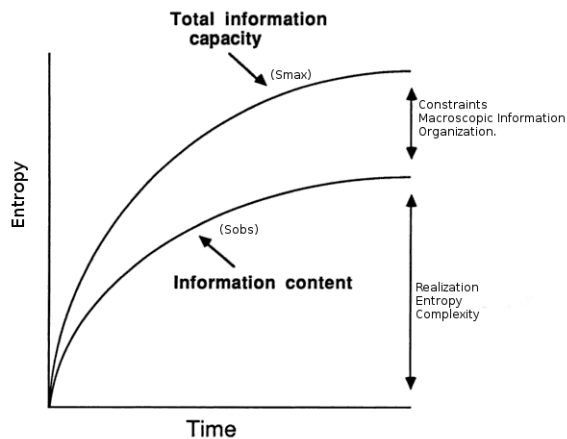 Total information
capacity
(Smax)
Constraints
Macroscopic Information
Organization.
Entropy
(Sobs)
Information content
Realization
Entropy
Complexity
Time